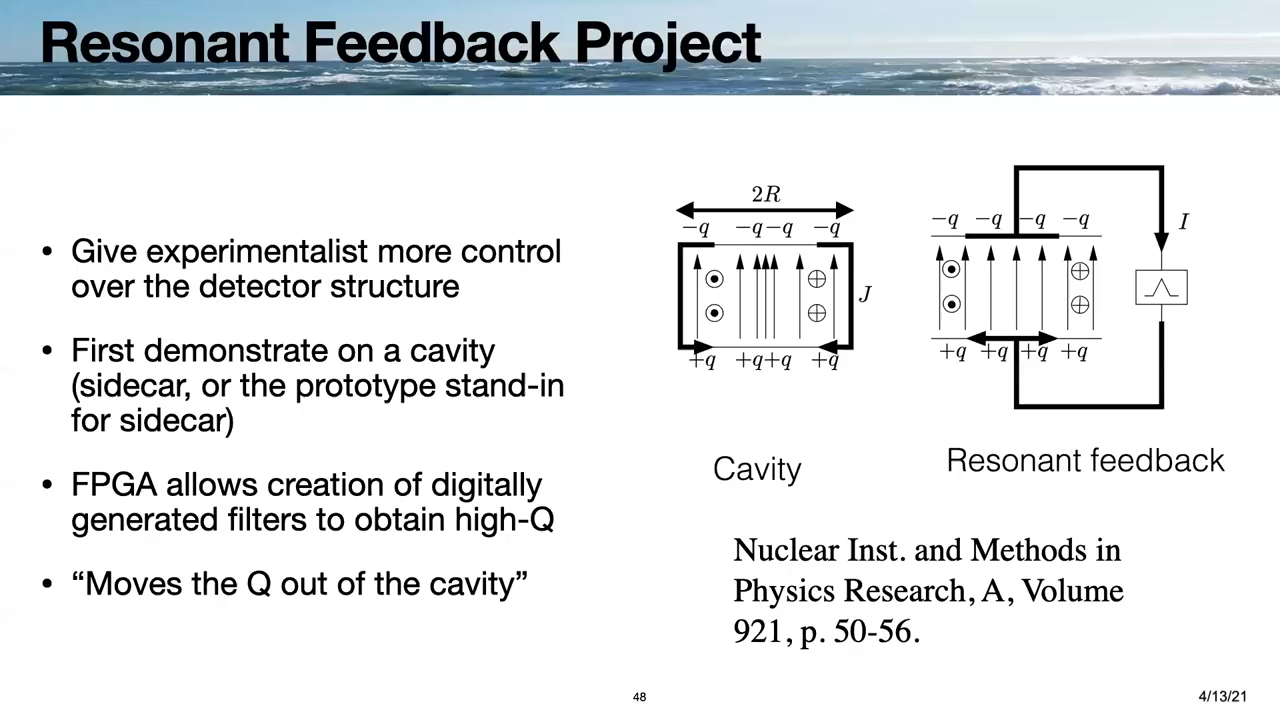 Resonant Feedback Project
• Give experimentalist more control
over the detector structure
• First demonstrate on a cavity
(sidecar, or the prototype stand-in
for sidecar)
• FPGA allows creation of digitally
generated filters to obtain high-Q
• “Moves the Q out of the cavity”
2R
−q −q −q −q
J
+q +q +q +q
Cavity
−q −q −q −q
I
+q +q +q +q
Resonant feedback
Nuclear Inst. and Methods in
Physics Research, A, Volume
921, p. 50-56.
48
4/13/21